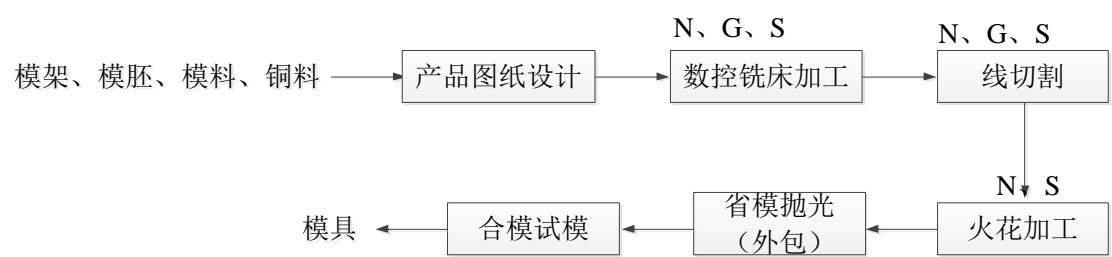 N、G、S
N、G、S
模架、模胚、模料、铜料
产品图纸设计
数控铣床加工
线切割
N、S
模具
合模试模
省模抛光
（外包）
火花加工